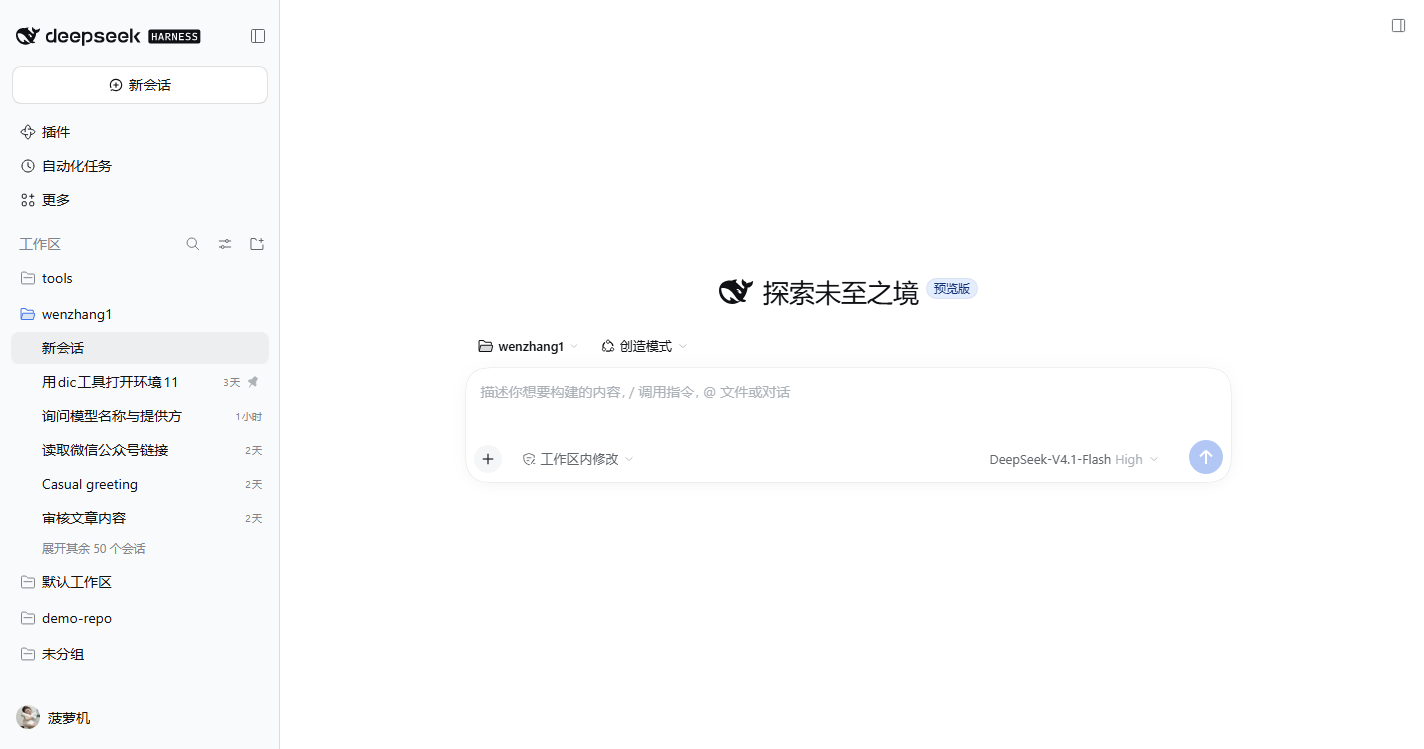 deepseek HARNESS
新会话
插件
自动化任务
更多
工作区
tools
wenzhang1
新会话
用dic工具打开环境11 3天
询问模型名称与提供方 1小时
读取微信公众号链接 2天
Casual greeting 2天
审核文章内容 2天
展开其余 50 个会话
默认工作区
demo-repo
未分组
菠萝机
探索未至之境 预览版
wenzhang1 创造模式
描述你想要构建的内容, / 调用指令, @ 文件或对话
工作区内修改 DeepSeek-V4.1-Flash High